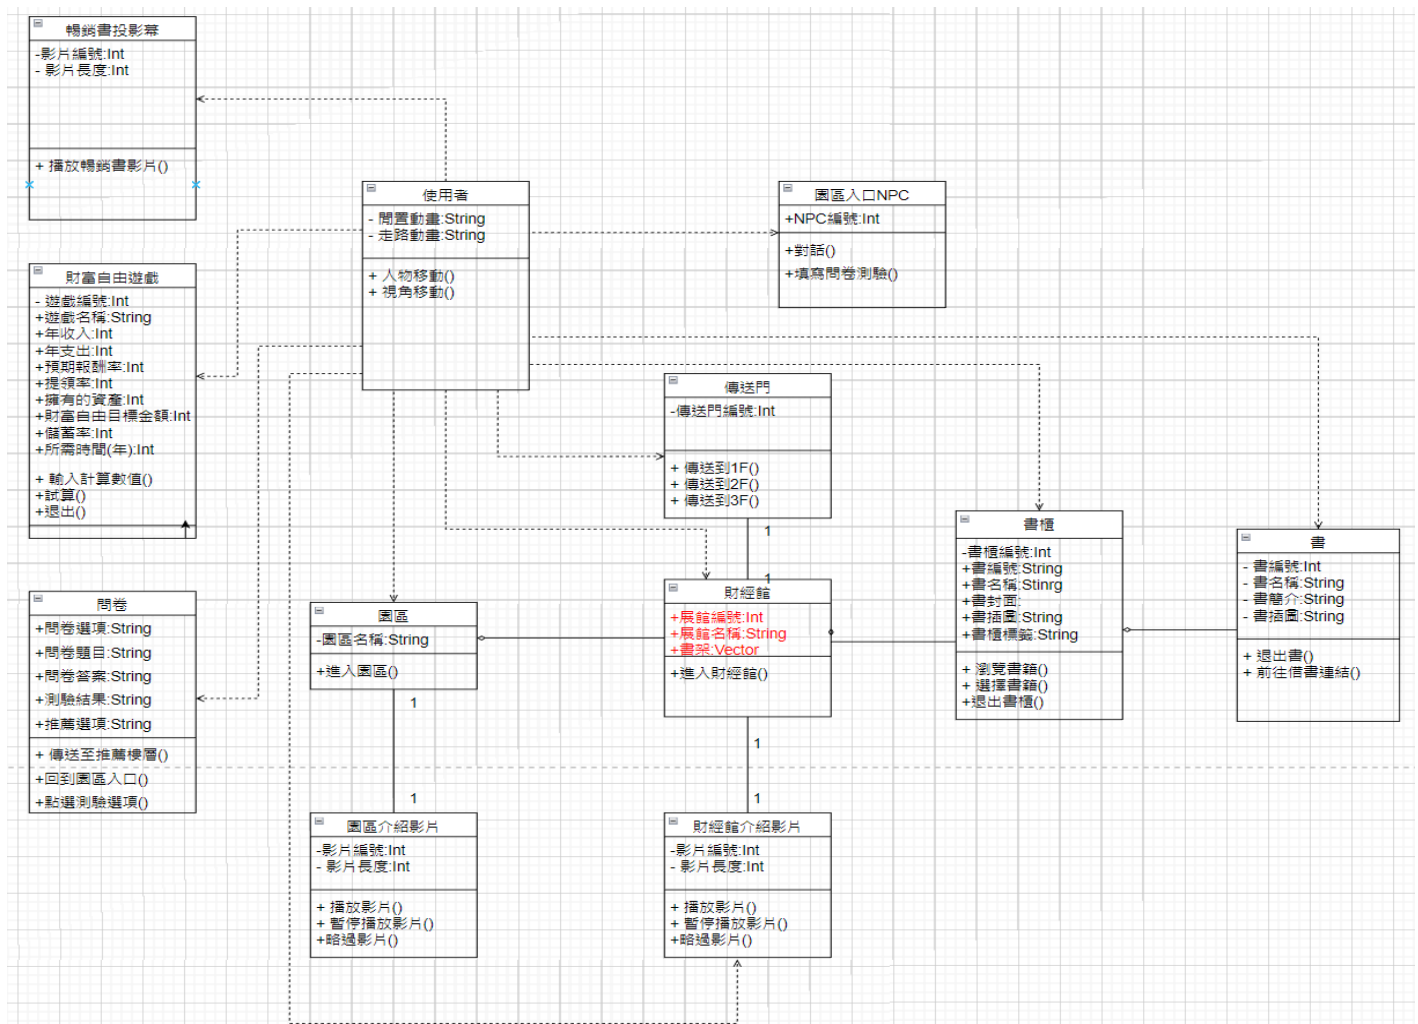 暢銷書投影幕
-影片編號:Int
- 影片長度:Int
+ 播放暢銷書影片()
使用者
- 閒置動畫:String
- 走路動畫:String
+ 人物移動()
+ 視角移動()
園區入口NPC
+NPC編號:Int
+對話()
+填寫問卷測驗()
財富自由遊戲
- 遊戲編號:Int
+遊戲名稱:String
+年收入:Int
+年支出:Int
+預期報酬率:Int
+提領率:Int
+擁有的資產:Int
+財富自由目標金額:Int
+儲蓄率:Int
+所需時間(年):Int
+ 輸入計算數值()
+試算()
+退出()
傳送門
-傳送門編號:Int
+ 傳送到1F()
+ 傳送到2F()
+ 傳送到3F()
1
1
書櫃
-書櫃編號:Int
+書編號:String
+書名稱:Stinrg
+書封面:
+書插圖:String
+書櫃標籤:String
+ 瀏覽書籍()
+ 選擇書籍()
+退出書櫃()
書
- 書編號:Int
- 書名稱:String
- 書簡介:String
- 書插圖:String
+ 退出書()
+ 前往借書連結()
問卷
+問卷選項:String
+問卷題目:String
+問卷答案:String
+測驗結果:String
+推薦選項:String
+ 傳送至推薦樓層()
+回到園區入口()
+點選測驗選項()
園區
-園區名稱:String
+進入園區()
1
1
財經館
+展館編號:Int
+展館名稱:String
+書架:Vector
+進入財經館()
1
1
園區介紹影片
-影片編號:Int
- 影片長度:Int
+ 播放影片()
+ 暫停播放影片()
+略過影片()
財經館介紹影片
-影片編號:Int
- 影片長度:Int
+ 播放影片()
+ 暫停播放影片()
+略過影片()